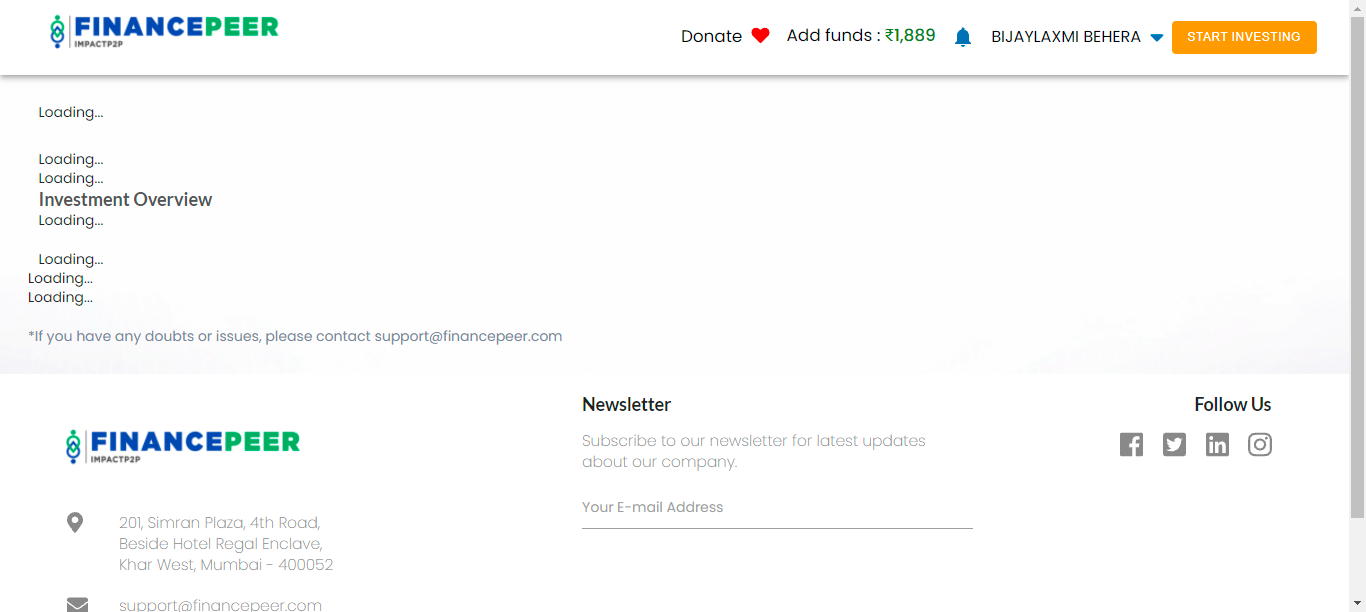 FINANCEPEER
IMPACTP2P
Donate Add funds : ₹1,889 BIJAYLAXMI BEHERA START INVESTING
Loading...
Loading...
Loading...
Investment Overview
Loading...
Loading...
Loading...
Loading...
*If you have any doubts or issues, please contact support@financepeer.com
FINANCEPEER
IMPACTP2P
201, Simran Plaza, 4th Road,
Beside Hotel Regal Enclave,
Khar West, Mumbai - 400052
support@financepeer.com
Newsletter
Subscribe to our newsletter for latest updates
about our company.
Your E-mail Address
Follow Us